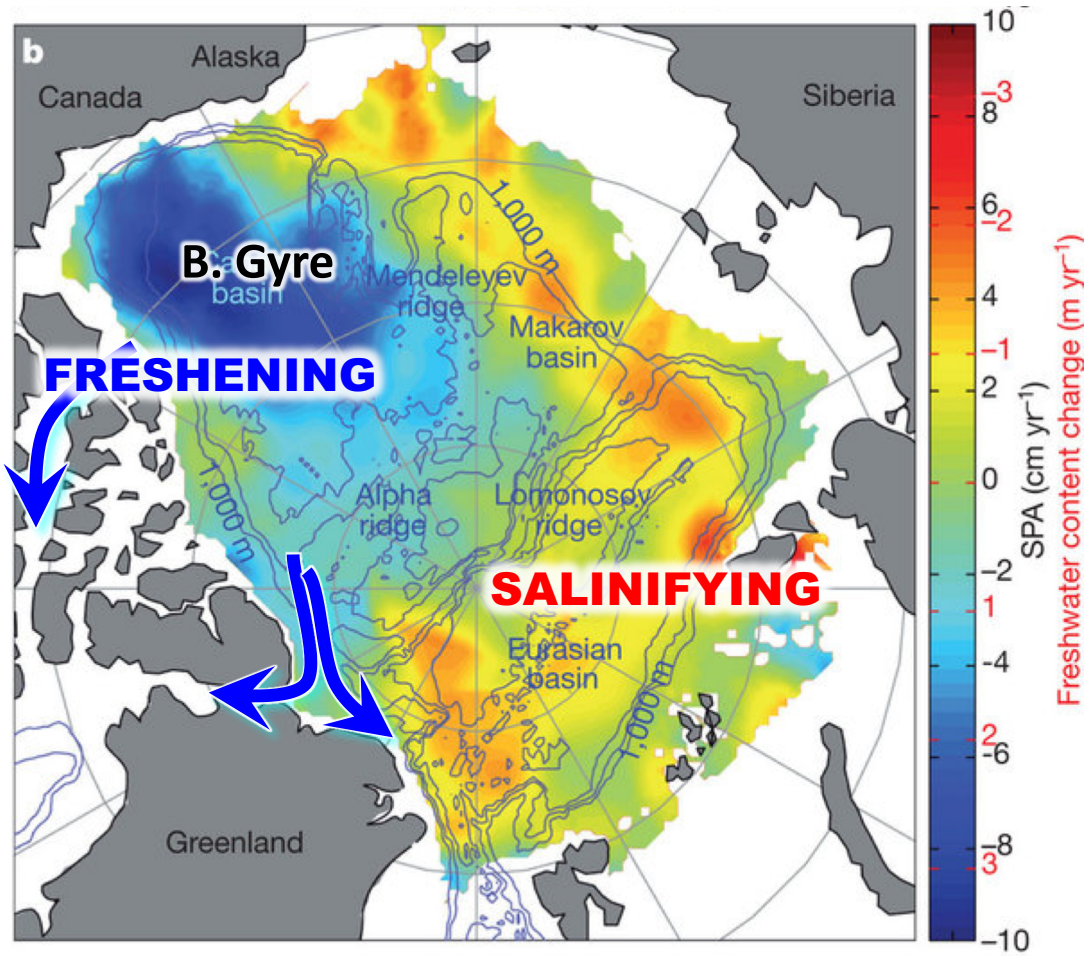 b
Alaska
Canada
Siberia
B. Gyre
basin
Mendeleyev
ridge
1,000 m
Makarov
basin
FRESHENING
1,000 m
Alpha
ridge
Lomonosov
ridge
SALINIFYING
Eurasian
basin
1,000 m
Greenland
10
8
6
4
2
0
−2
−4
−6
−8
−10
−3
−2
−1
1
2
3
SPA (cm yr⁻¹)
Freshwater content change (m yr⁻¹)